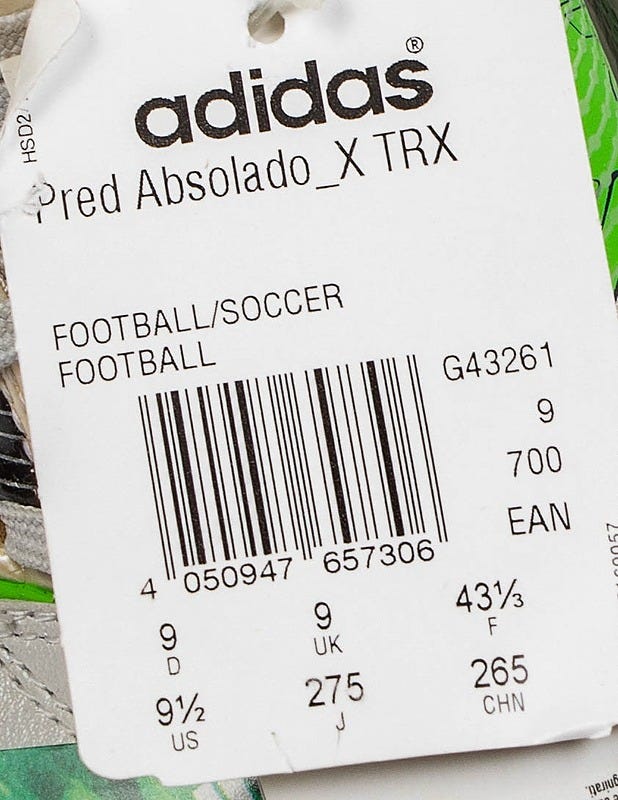 adidas®
HSD2
Pred Absolado_X TRX
FOOTBALL/SOCCER
FOOTBALL
G43261
9
700
EAN
4 050947 657306
9 9 43⅓
D UK F
9½ 275 265
US J CHN